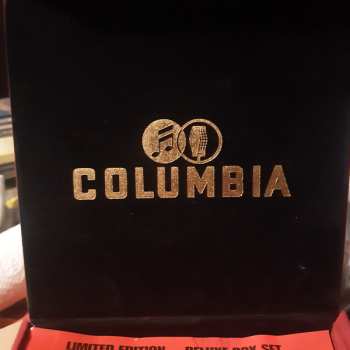 COLUMBIA
LIMITED EDITION DELUXE BOX SET